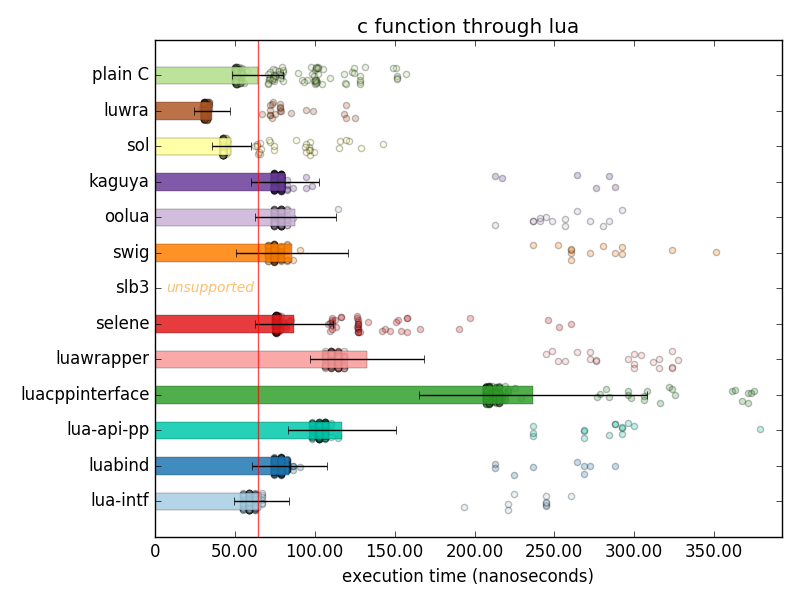 c function through lua
plain C
luwra
sol
kaguya
oolua
swig
slb3 unsupported
selene
luawrapper
luacppinterface
lua-api-pp
luabind
lua-intf
0 50.00 100.00 150.00 200.00 250.00 300.00 350.00
execution time (nanoseconds)